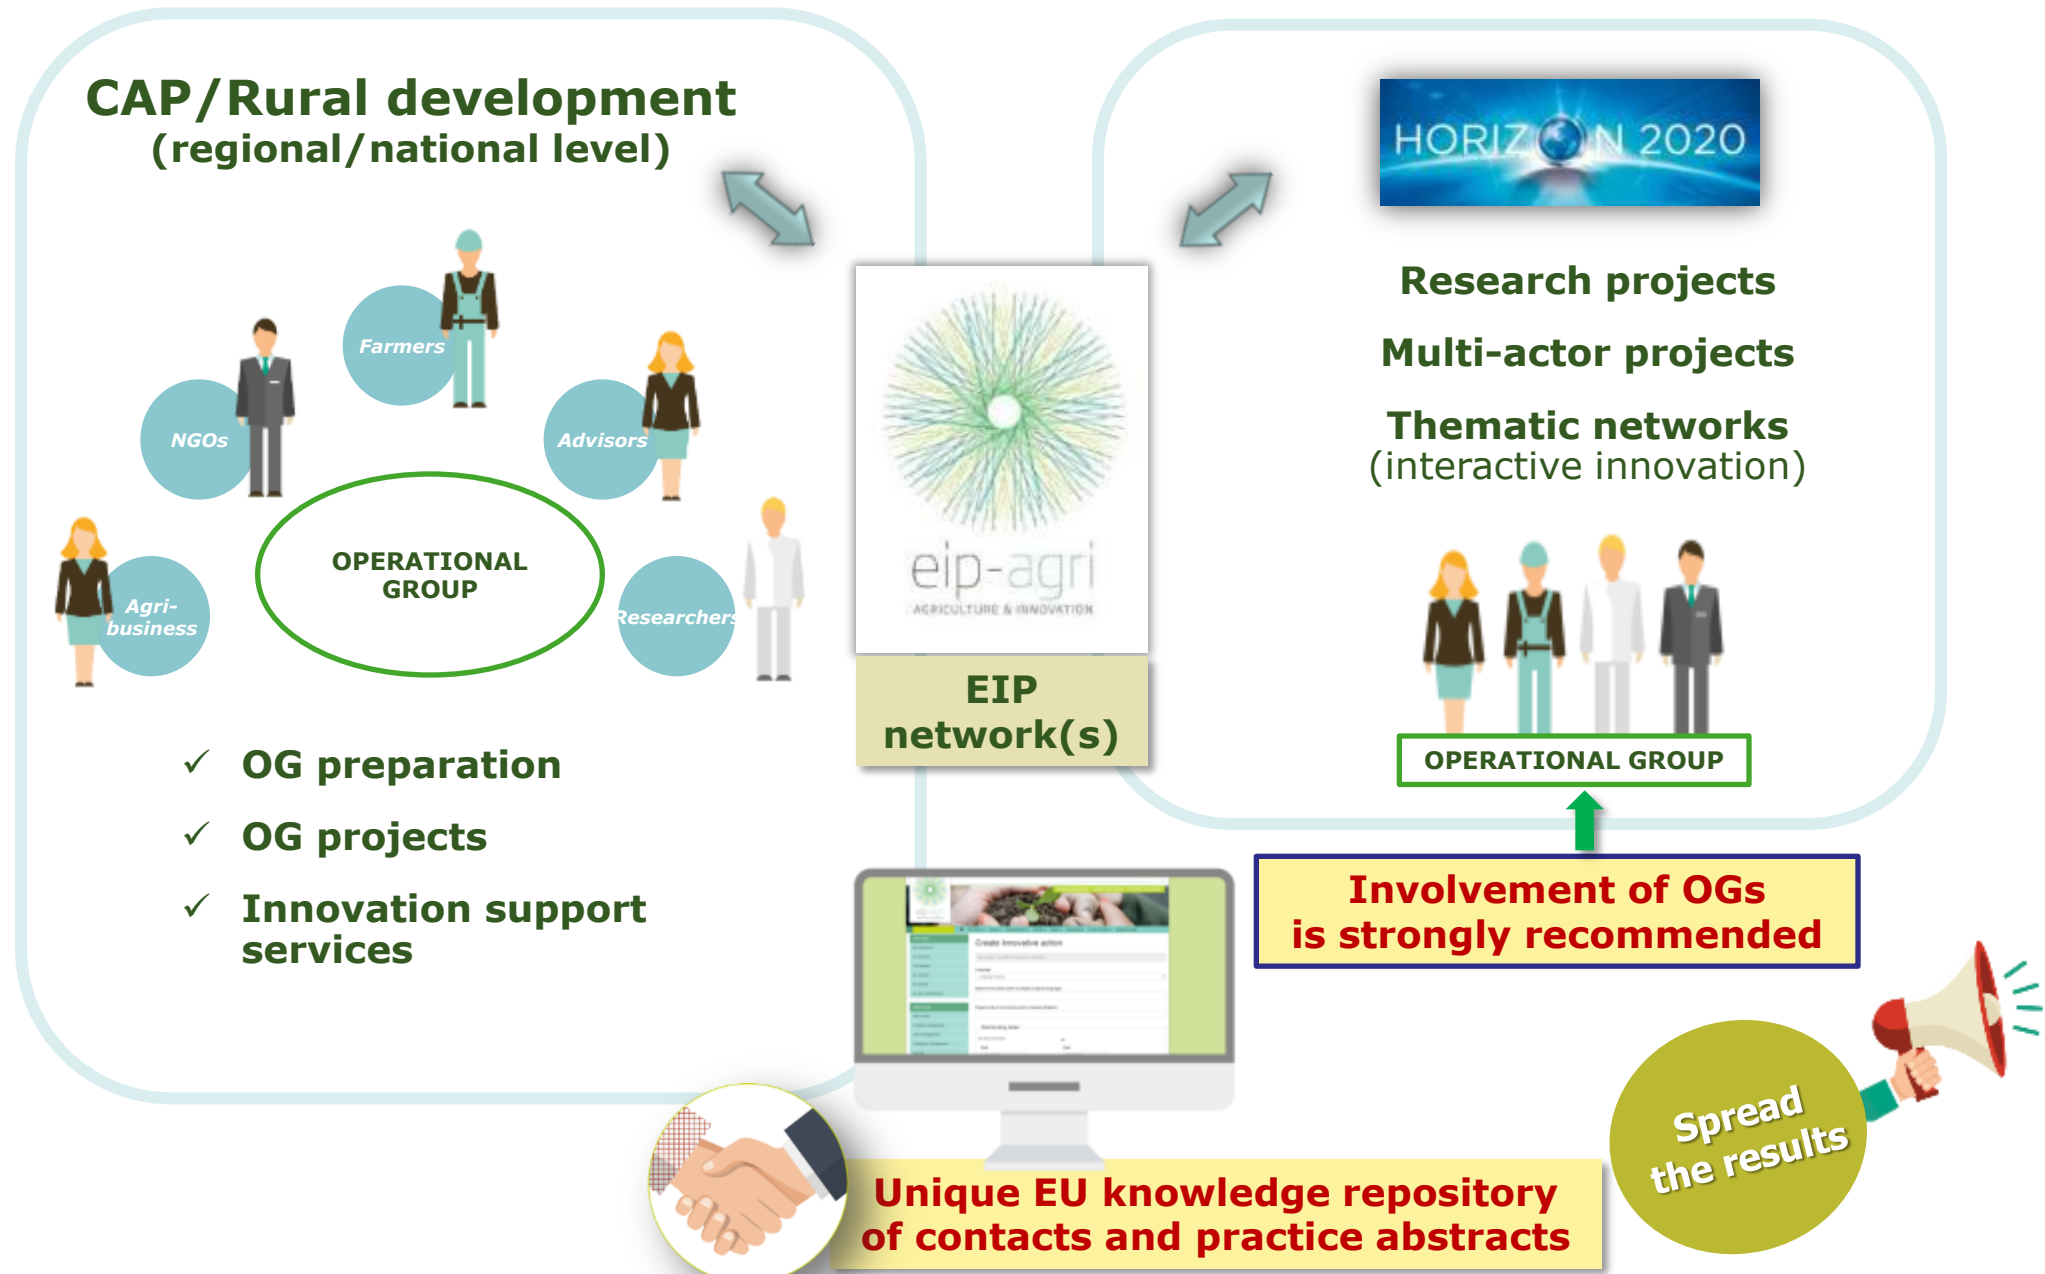 CAP/Rural development
(regional/national level)
Farmers
NGOs
Advisors
Agri-
business
Researchers
OPERATIONAL
GROUP
✓ OG preparation
✓ OG projects
✓ Innovation support
services
eip-agri
AGRICULTURE & INNOVATION
EIP
network(s)
HORIZON 2020
Research projects
Multi-actor projects
Thematic networks
(interactive innovation)
OPERATIONAL GROUP
Involvement of OGs
is strongly recommended
Create Innovative action
Unique EU knowledge repository
of contacts and practice abstracts
Spread
the results